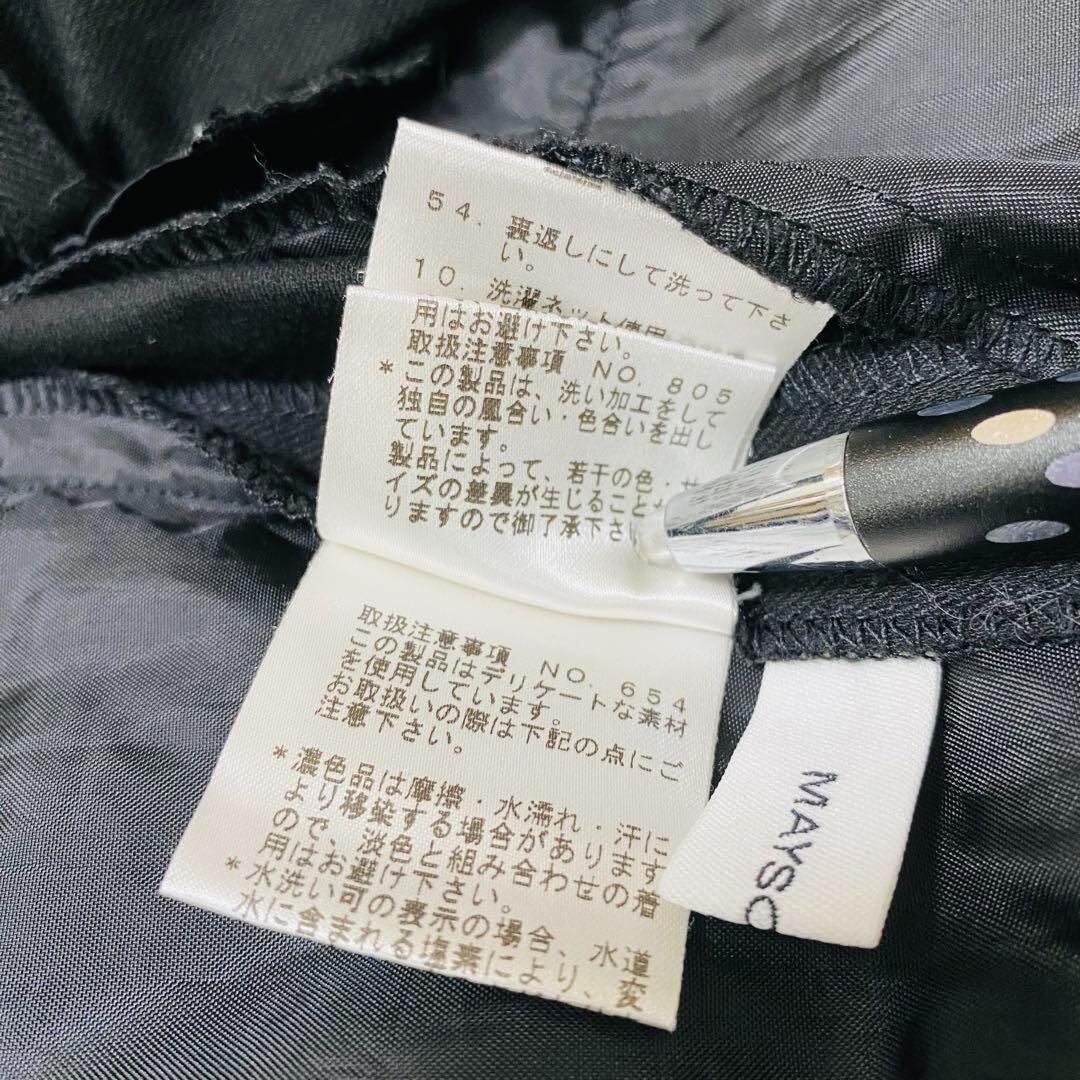 54. 裏返しにして洗って下さ
い。
10. 洗濯ネット使用
用はお避け下さい。
取扱注意事項 NO. 805
*この製品は、洗い加工をして
独自の風合い・色合いを出し
ています。
製品によって、若干の色・サ
イズの差異が生じること
りますので御了承下さい
取扱注意事項 NO. 654
この製品はデリケートな素材
を使用しています。
お取扱いの際は下記の点にご
注意下さい。
*濃色品は摩擦・水濡れ・汗に
より移染する場合があります
ので、淡色と組み合わせの着
用はお避け下さい。
*水洗い可の表示の場合、水道
水に含まれる塩素により、変
MAYSO